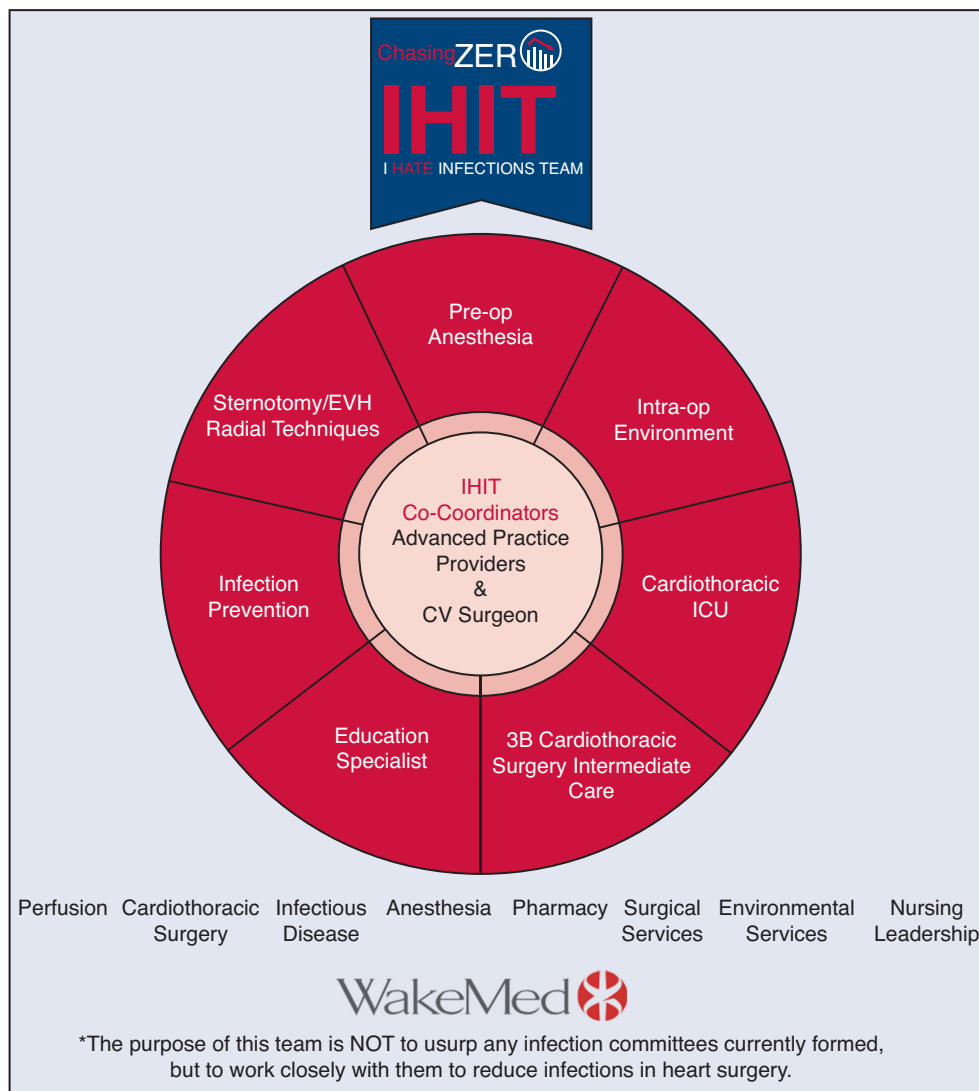 ChasingZERO
IHIT
I HATE INFECTIONS TEAM
Pre-op
Anesthesia
Intra-op
Environment
Cardiothoracic
ICU
3B Cardiothoracic
Surgery Intermediate
Care
Education
Specialist
Infection
Prevention
Sternotomy/EVH
Radial Techniques
IHIT
Co-Coordinators
Advanced Practice
Providers
&
CV Surgeon
Perfusion
Cardiothoracic
Surgery
Infectious
Disease
Anesthesia
Pharmacy
Surgical
Services
Environmental
Services
Nursing
Leadership
WakeMed
*The purpose of this team is NOT to usurp any infection committees currently formed,
but to work closely with them to reduce infections in heart surgery.